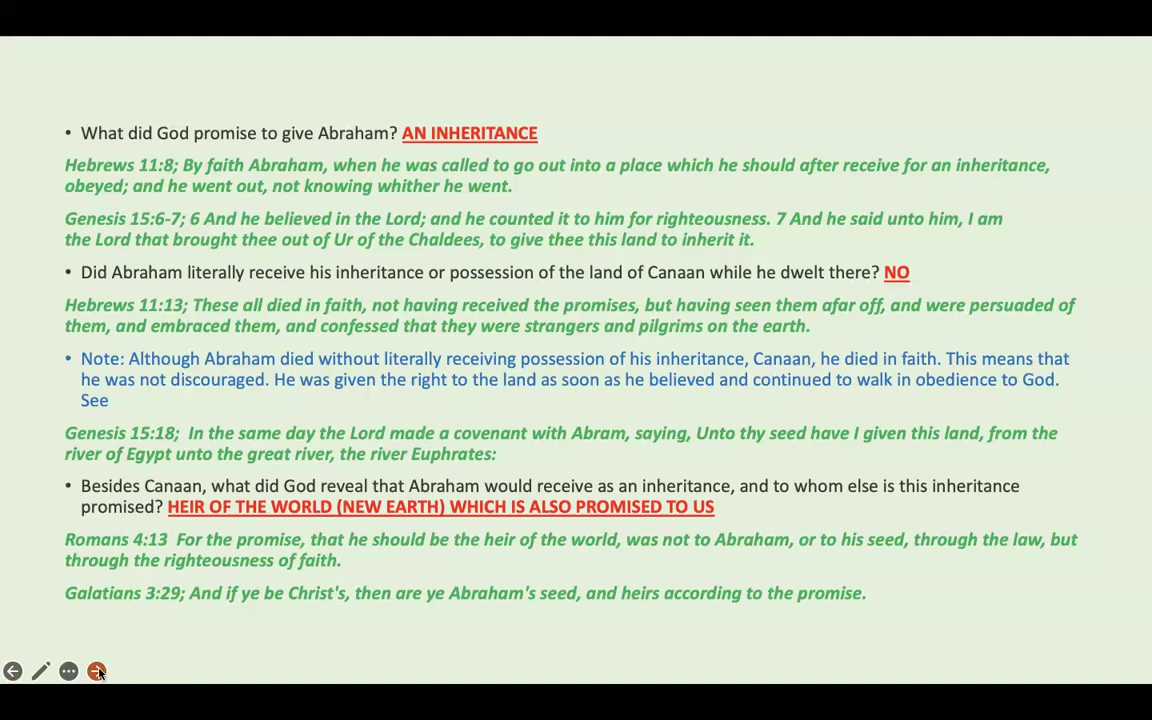 • What did God promise to give Abraham? AN INHERITANCE
Hebrews 11:8; By faith Abraham, when he was called to go out into a place which he should after receive for an inheritance,
obeyed; and he went out, not knowing whither he went.
Genesis 15:6-7; 6 And he believed in the Lord; and he counted it to him for righteousness. 7 And he said unto him, I am
the Lord that brought thee out of Ur of the Chaldees, to give thee this land to inherit it.
• Did Abraham literally receive his inheritance or possession of the land of Canaan while he dwelt there? NO
Hebrews 11:13; These all died in faith, not having received the promises, but having seen them afar off, and were persuaded of
them, and embraced them, and confessed that they were strangers and pilgrims on the earth.
• Note: Although Abraham died without literally receiving possession of his inheritance, Canaan, he died in faith. This means that
he was not discouraged. He was given the right to the land as soon as he believed and continued to walk in obedience to God.
See
Genesis 15:18; In the same day the Lord made a covenant with Abram, saying, Unto thy seed have I given this land, from the
river of Egypt unto the great river, the river Euphrates:
• Besides Canaan, what did God reveal that Abraham would receive as an inheritance, and to whom else is this inheritance
promised? HEIR OF THE WORLD (NEW EARTH) WHICH IS ALSO PROMISED TO US
Romans 4:13 For the promise, that he should be the heir of the world, was not to Abraham, or to his seed, through the law, but
through the righteousness of faith.
Galatians 3:29; And if ye be Christ's, then are ye Abraham's seed, and heirs according to the promise.